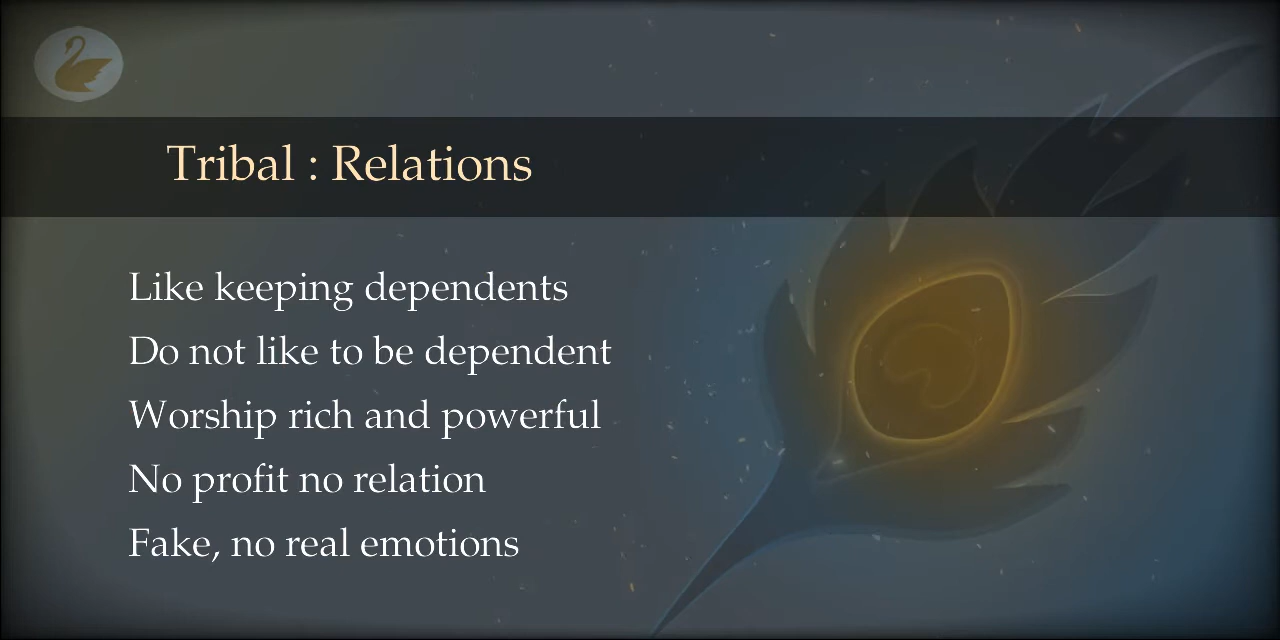 Tribal : Relations
Like keeping dependents
Do not like to be dependent
Worship rich and powerful
No profit no relation
Fake, no real emotions